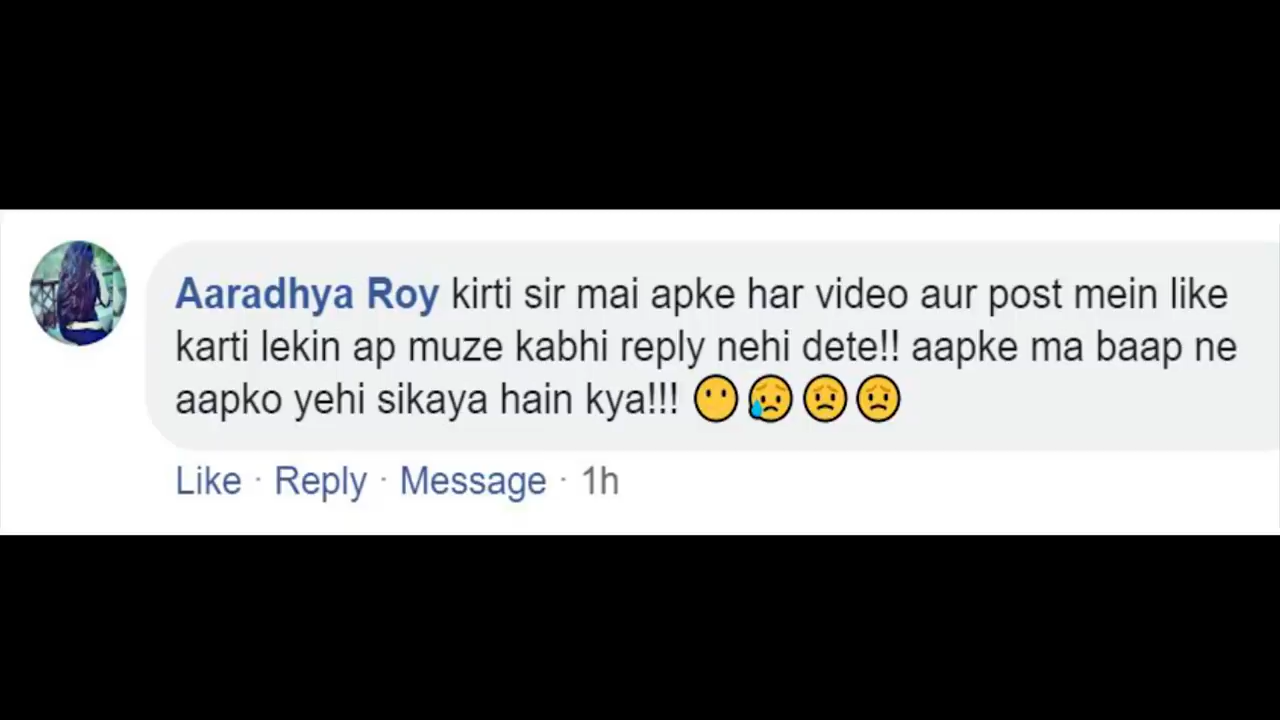 Aaradhya Roy kirti sir mai apke har video aur post mein like
karti lekin ap muze kabhi reply nehi dete!! aapke ma baap ne
aapko yehi sikaya hain kya!!! 😶😥😟😟
Like · Reply · Message · 1h